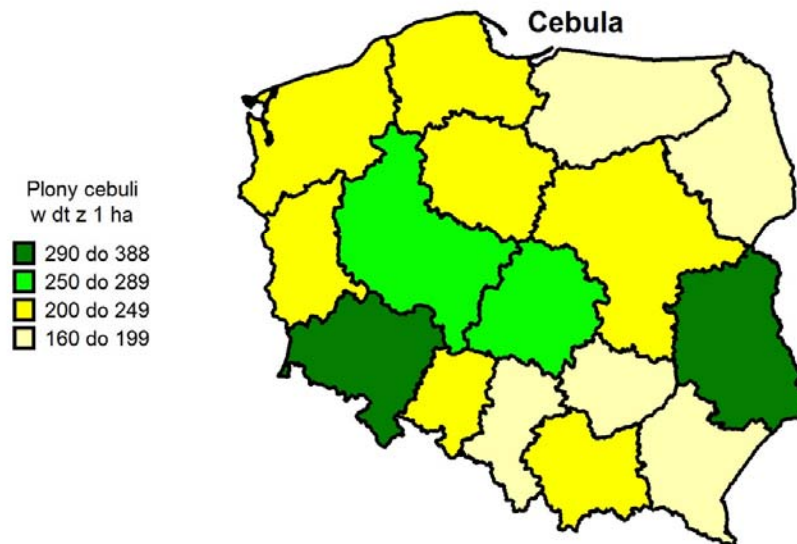 Cebula
Plony cebuli
w dt z 1 ha
290 do 388
250 do 289
200 do 249
160 do 199